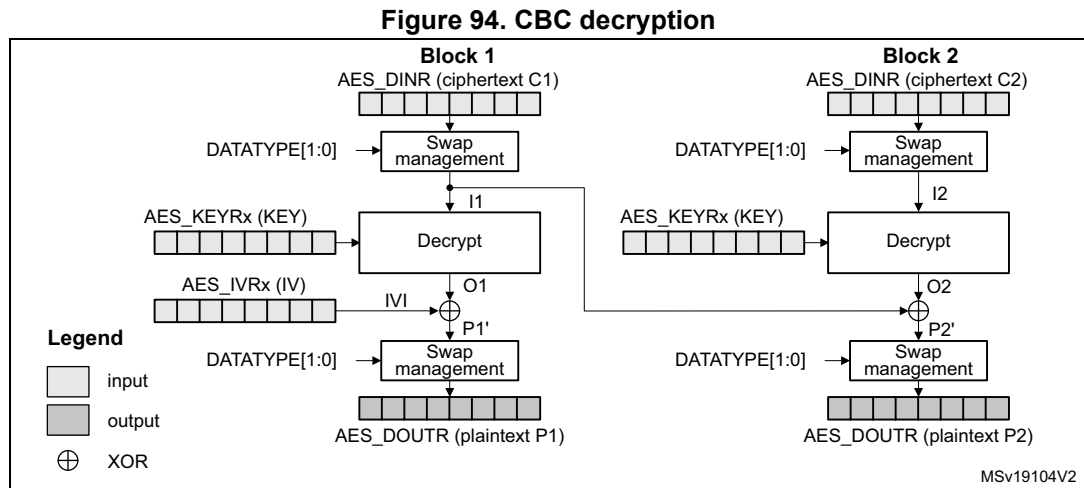 Figure 94. CBC decryption
Block 1
AES_DINR (ciphertext C1)
DATATYPE[1:0]
Swap
management
I1
AES_KEYRx (KEY)
Decrypt
O1
AES_IVRx (IV)
IVI
P1'
DATATYPE[1:0]
Swap
management
AES_DOUTR (plaintext P1)
Block 2
AES_DINR (ciphertext C2)
DATATYPE[1:0]
Swap
management
I2
AES_KEYRx (KEY)
Decrypt
O2
P2'
DATATYPE[1:0]
Swap
management
AES_DOUTR (plaintext P2)
Legend
input
output
XOR
MSv19104V2